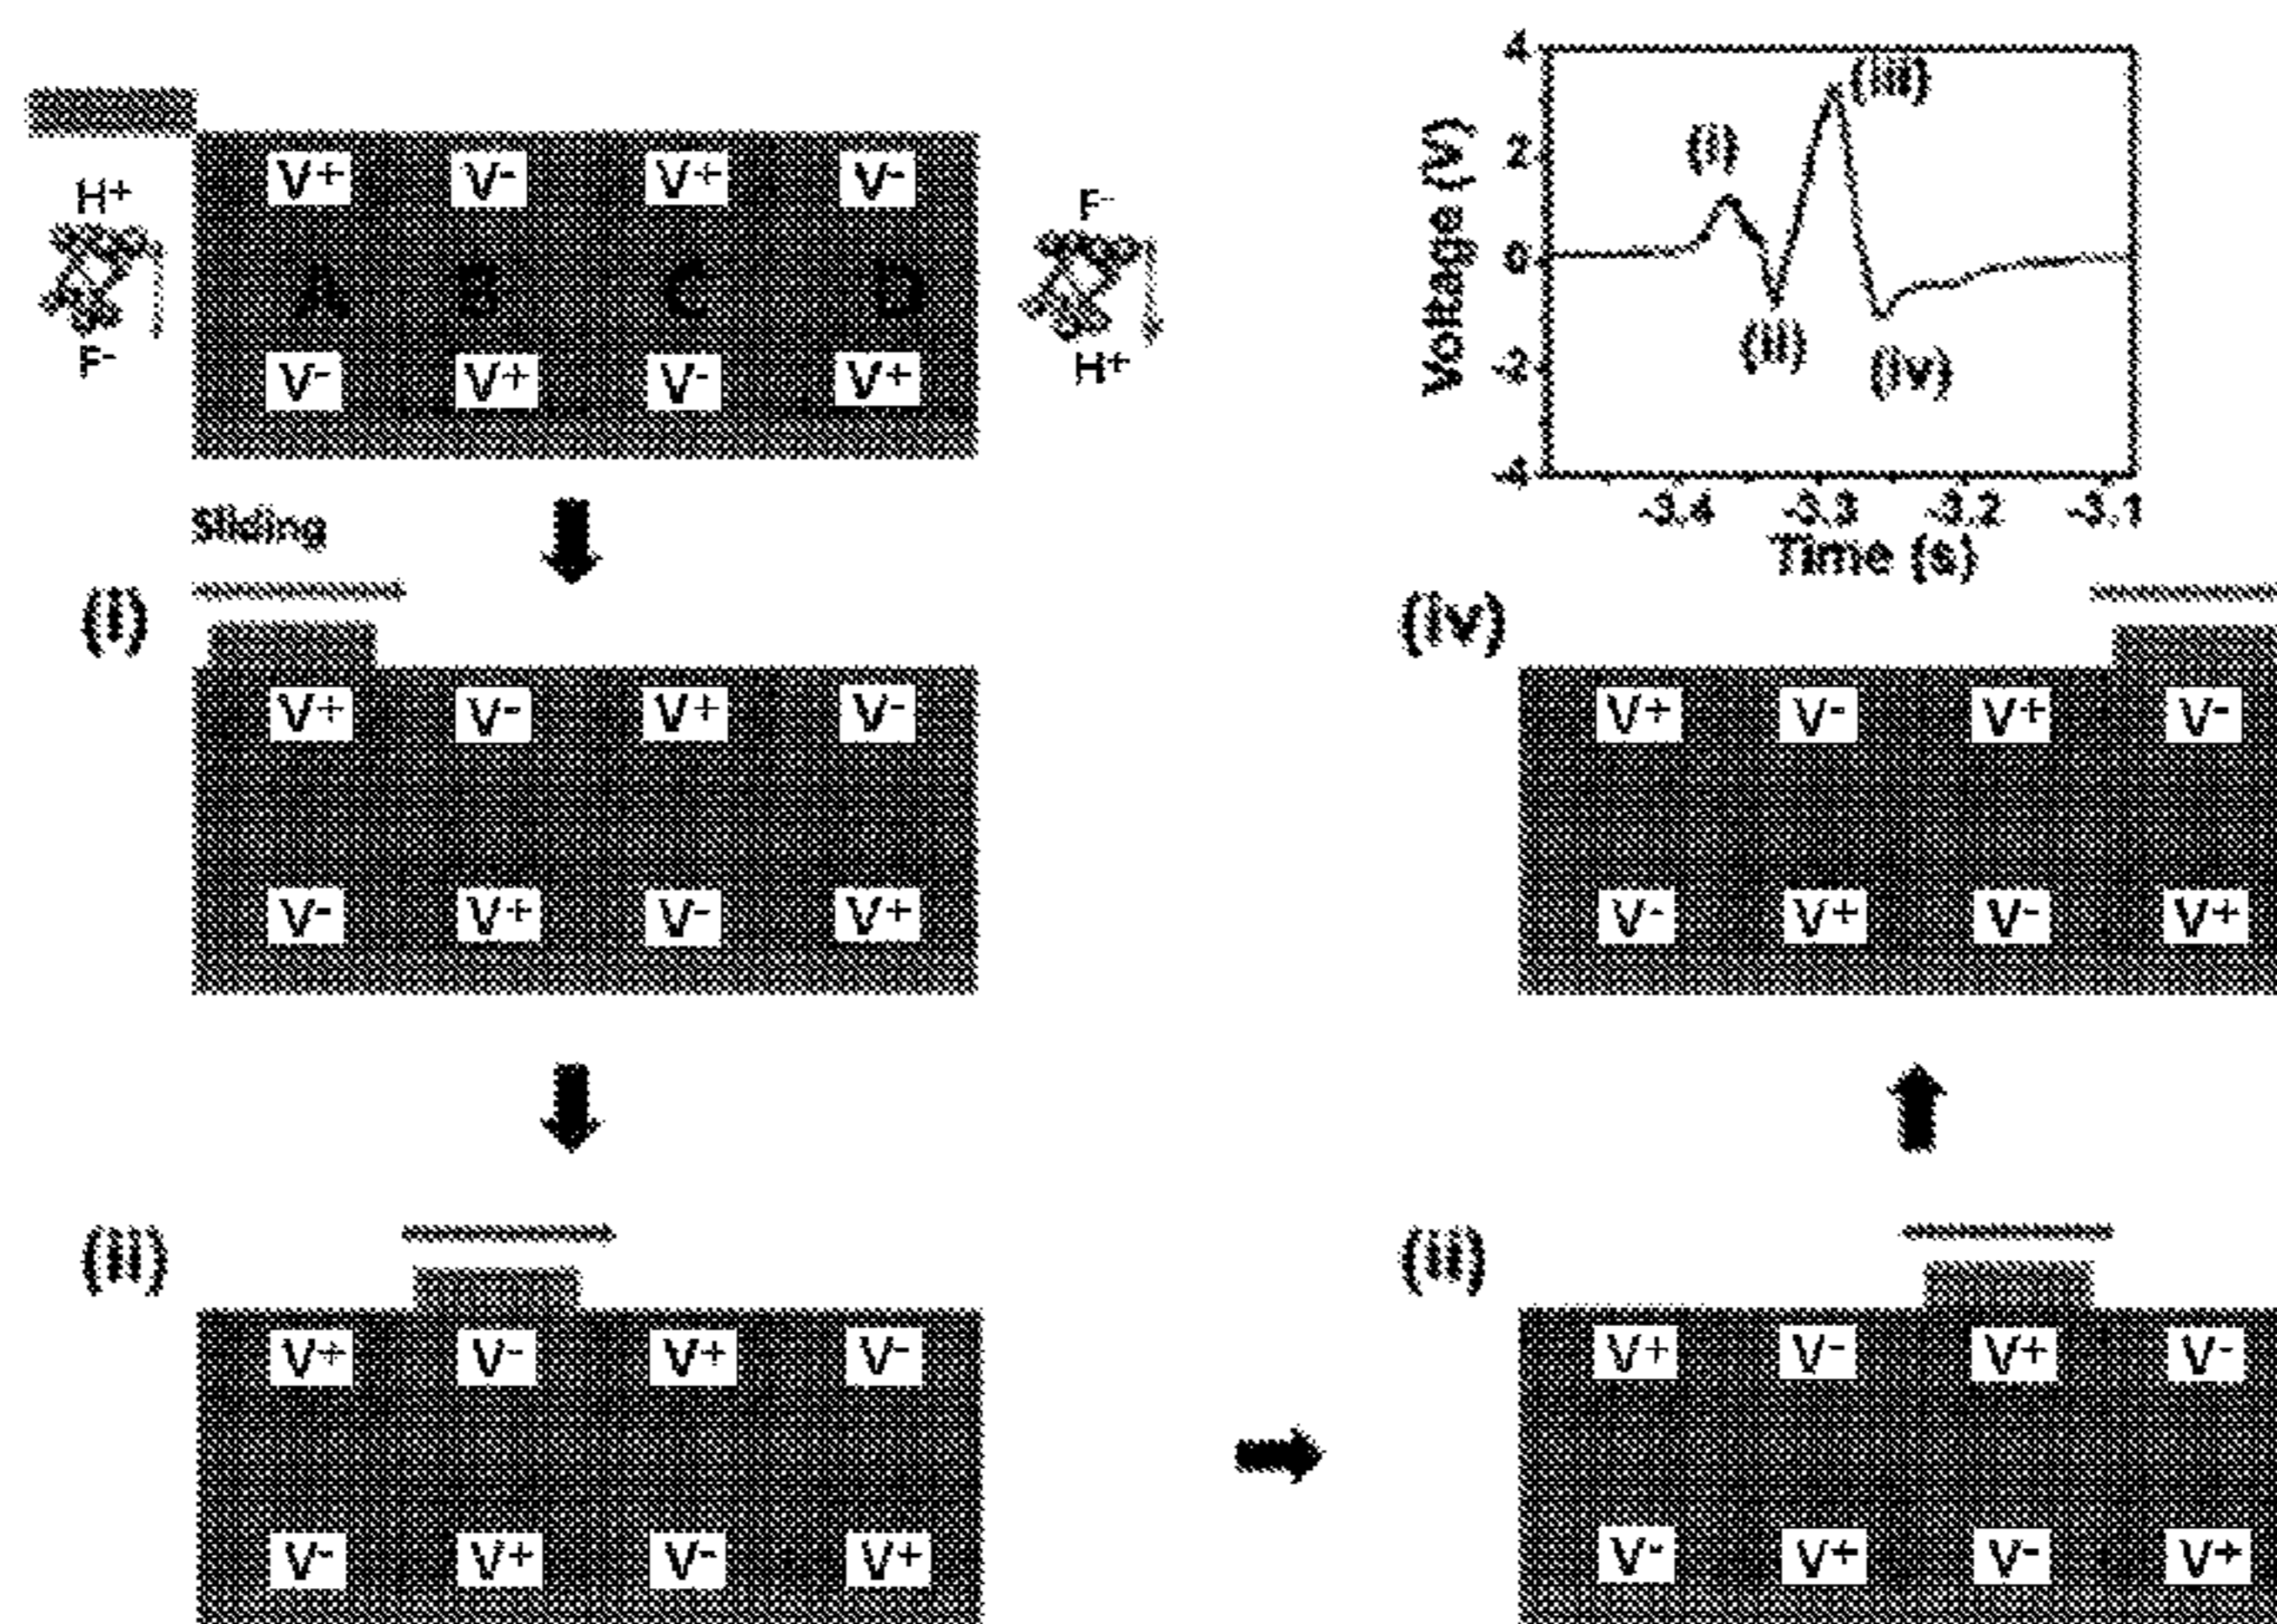 H+
F-
V+ V- V+ V-
A B C D
V- V+ V- V+
F-
H+
Voltage (V)
4
2
0
-2
-4
(i)
(ii)
(iii)
(iv)
-3.4 -3.3 -3.2 -3.1
Time (s)
Sliding
(i)
V+ V- V+ V-
V- V+ V- V+
(ii)
V+ V- V+ V-
V- V+ V- V+
(ii)
V+ V- V+ V-
V- V+ V- V+
(iv)
V+ V- V+ V-
V- V+ V- V+